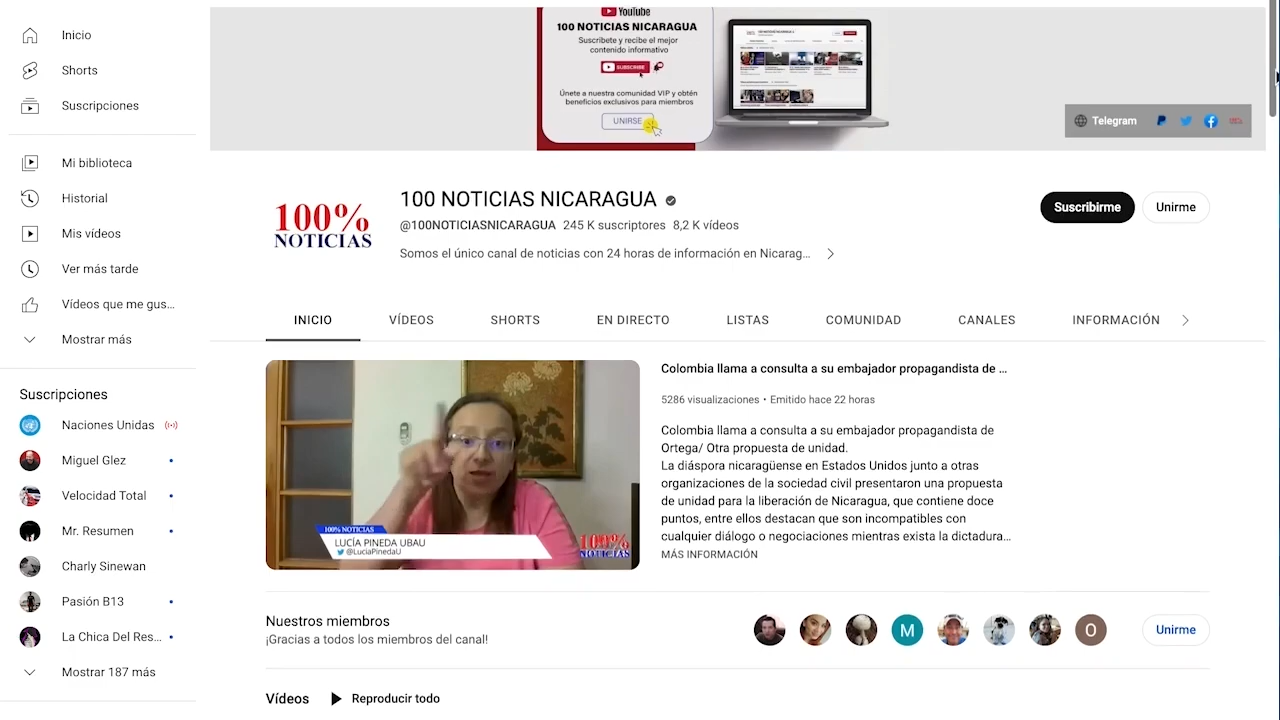 Inicio
Suscripciones
Mi biblioteca
Historial
Mis vídeos
Ver más tarde
Vídeos que me gus...
Mostrar más
Suscripciones
Naciones Unidas
Miguel Glez
Velocidad Total
Mr. Resumen
Charly Sinewan
Pasión B13
La Chica Del Res...
Mostrar 187 más
YouTube
100 NOTICIAS NICARAGUA
Suscríbete y recibe el mejor
contenido informativo
SUBSCRIBE
Únete a nuestra comunidad VIP y obtén
beneficios exclusivos para miembros
UNIRSE
Telegram
100%
NOTICIAS
100 NOTICIAS NICARAGUA
@100NOTICIASNICARAGUA 245 K suscriptores 8,2 K vídeos
Somos el único canal de noticias con 24 horas de información en Nicarag...
Suscribirme
Unirme
INICIO
VÍDEOS
SHORTS
EN DIRECTO
LISTAS
COMUNIDAD
CANALES
INFORMACIÓN
100% NOTICIAS
LUCÍA PINEDA UBAU
@LuciaPinedaU
100%
NOTICIAS
Colombia llama a consulta a su embajador propagandista de ...
5286 visualizaciones • Emitido hace 22 horas
Colombia llama a consulta a su embajador propagandista de
Ortega/ Otra propuesta de unidad.
La diáspora nicaragüense en Estados Unidos junto a otras
organizaciones de la sociedad civil presentaron una propuesta
de unidad para la liberación de Nicaragua, que contiene doce
puntos, entre ellos destacan que son incompatibles con
cualquier diálogo o negociaciones mientras exista la dictadura...
MÁS INFORMACIÓN
Nuestros miembros
¡Gracias a todos los miembros del canal!
M
O
Unirme
Vídeos
Reproducir todo